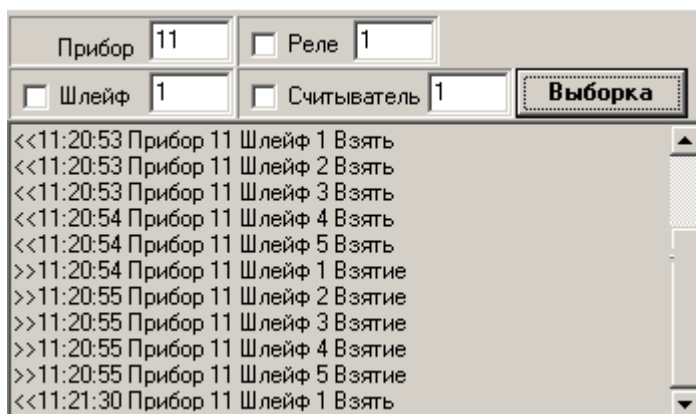 Прибор 11 Реле 1
Шлейф 1 Считыватель 1 Выборка
<<11:20:53 Прибор 11 Шлейф 1 Взять
<<11:20:53 Прибор 11 Шлейф 2 Взять
<<11:20:53 Прибор 11 Шлейф 3 Взять
<<11:20:54 Прибор 11 Шлейф 4 Взять
<<11:20:54 Прибор 11 Шлейф 5 Взять
>>11:20:54 Прибор 11 Шлейф 1 Взятие
>>11:20:55 Прибор 11 Шлейф 2 Взятие
>>11:20:55 Прибор 11 Шлейф 3 Взятие
>>11:20:55 Прибор 11 Шлейф 4 Взятие
>>11:20:55 Прибор 11 Шлейф 5 Взятие
<<11:21:30 Прибор 11 Шлейф 1 Взять